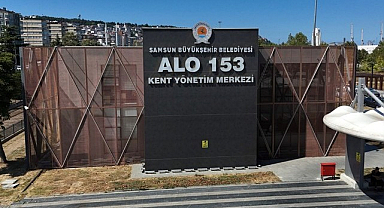 SAMSUN BÜYÜKŞEHİR BELEDİYESİ
ALO 153
KENT YÖNETİM MERKEZİ